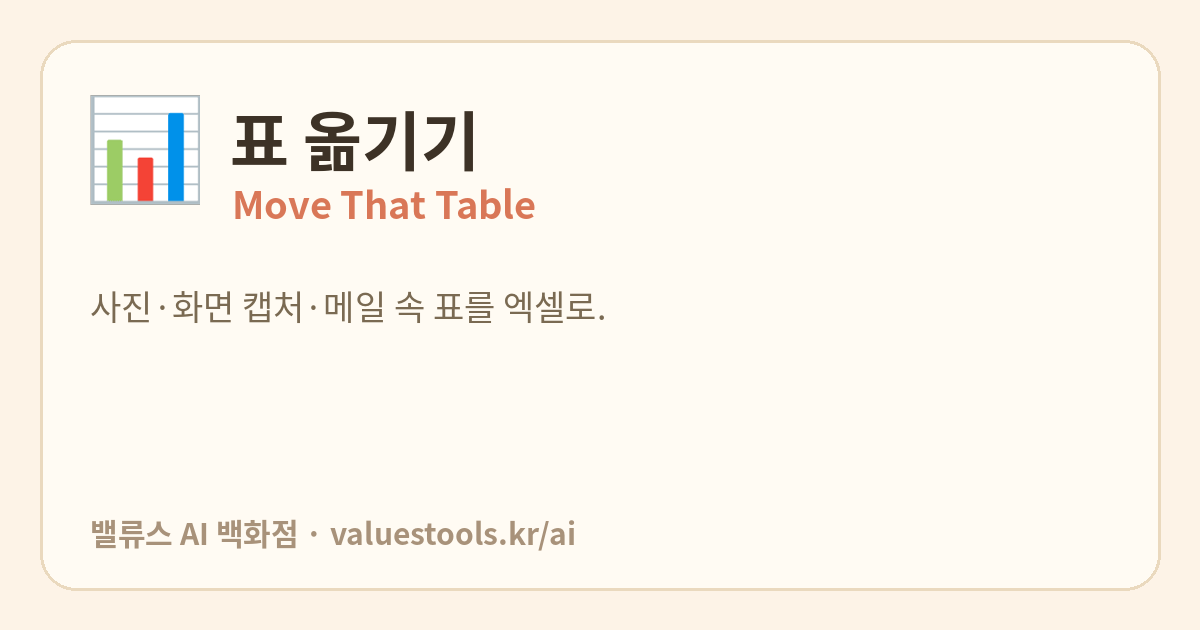 표 옮기기
Move That Table
사진·화면 캡처·메일 속 표를 엑셀로.
밸류스 AI 백화점 · valuestools.kr/ai